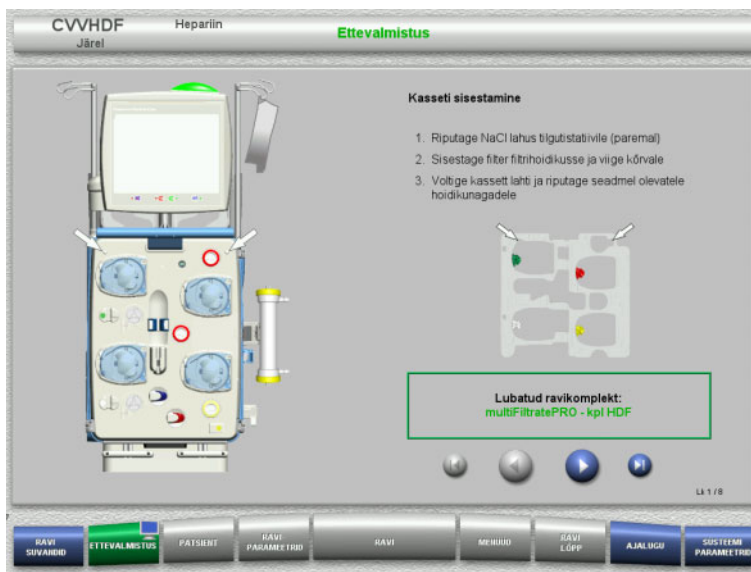 CVVHDF
Järel
Hepariin
Ettevalmistus
Kasseti sisestamine
1. Riputage NaCl lahus tilgutistatiivile (paremal)
2. Sisestage filter filtrihoidikusse ja viige kõrvale
3. Voltige kassett lahti ja riputage seadmel olevatele
hoidikunagadele
Lubatud ravikomplekt:
multiFiltratePRO - kpl HDF
Lk 1 / 8
RAVI
SUVANDID
ETTEVALMISTUS
PATSIENT
RAVI
PARAMEETRID
RAVI
MENUUD
RAVI
LÕPP
AJALUGU
SÜSTEEMI
PARAMEETRID